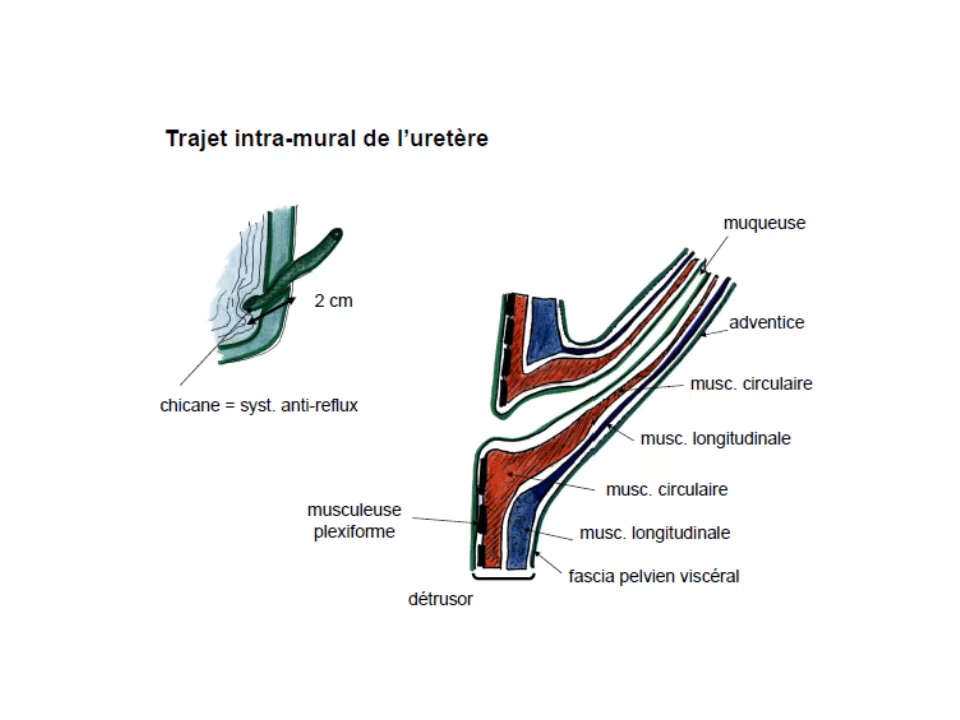 Trajet intra-mural de l'uretère
muqueuse
2 cm
adventice
musc. circulaire
chicane = syst. anti-reflux
musc. longitudinale
musc. circulaire
musculeuse
plexiforme
musc. longitudinale
fascia pelvien viscéral
détrusor